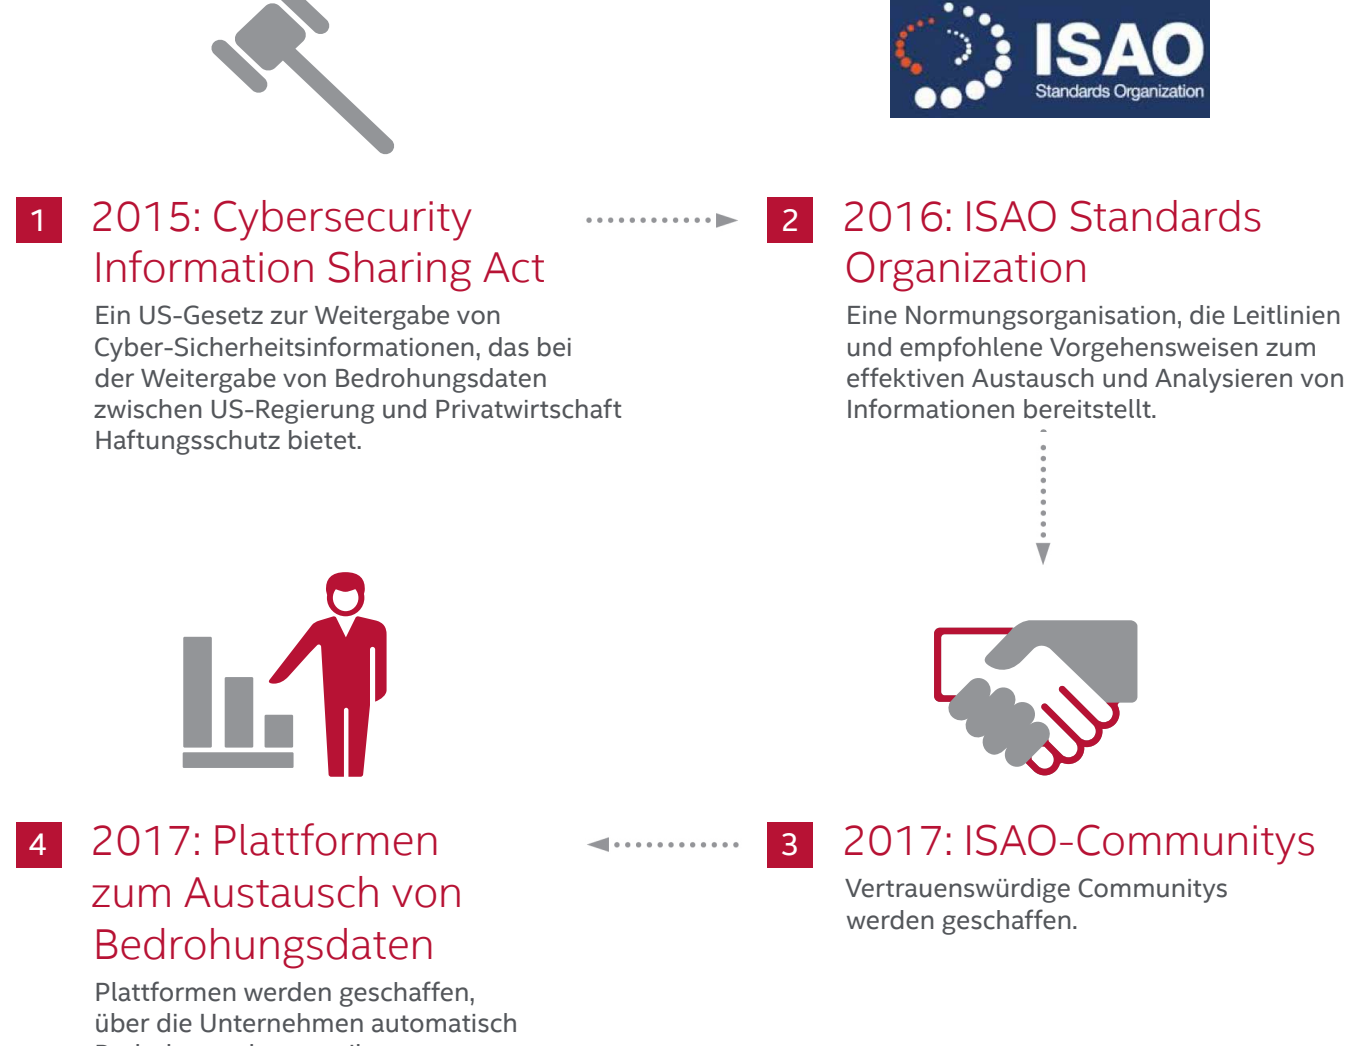 ISAO
Standards Organization
1
2015: Cybersecurity
Information Sharing Act
Ein US-Gesetz zur Weitergabe von
Cyber-Sicherheitsinformationen, das bei
der Weitergabe von Bedrohungsdaten
zwischen US-Regierung und Privatwirtschaft
Haftungsschutz bietet.
2
2016: ISAO Standards
Organization
Eine Normungsorganisation, die Leitlinien
und empfohlene Vorgehensweisen zum
effektiven Austausch und Analysieren von
Informationen bereitstellt.
3
2017: ISAO-Communitys
Vertrauenswürdige Communitys
werden geschaffen.
4
2017: Plattformen
zum Austausch von
Bedrohungsdaten
Plattformen werden geschaffen,
über die Unternehmen automatisch